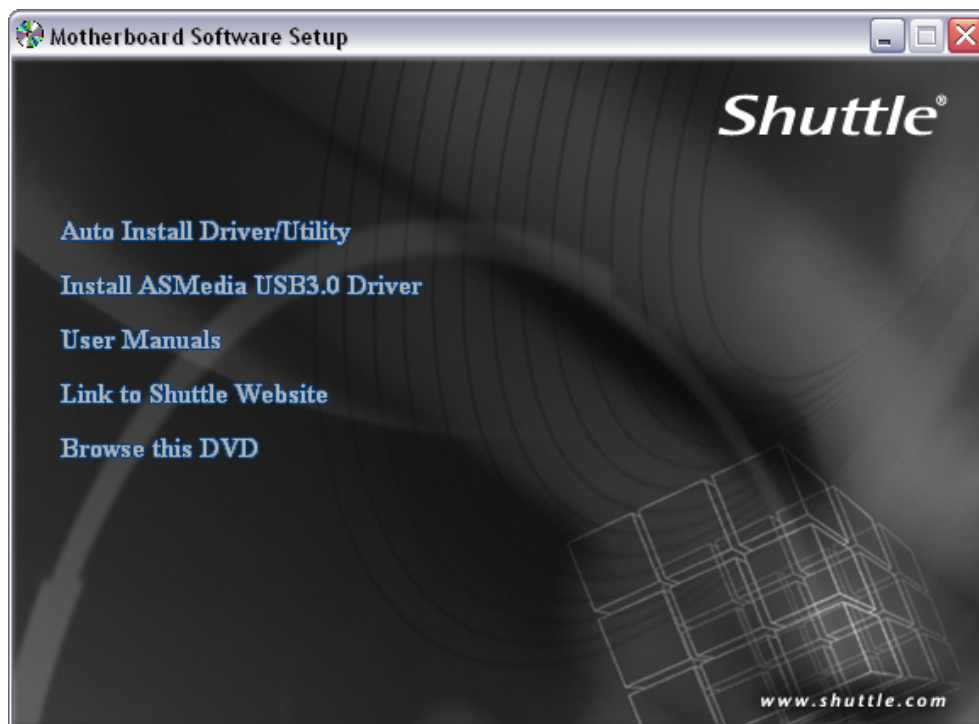 Motherboard Software Setup
Shuttle®
Auto Install Driver/Utility
Install ASMedia USB3.0 Driver
User Manuals
Link to Shuttle Website
Browse this DVD
www.shuttle.com